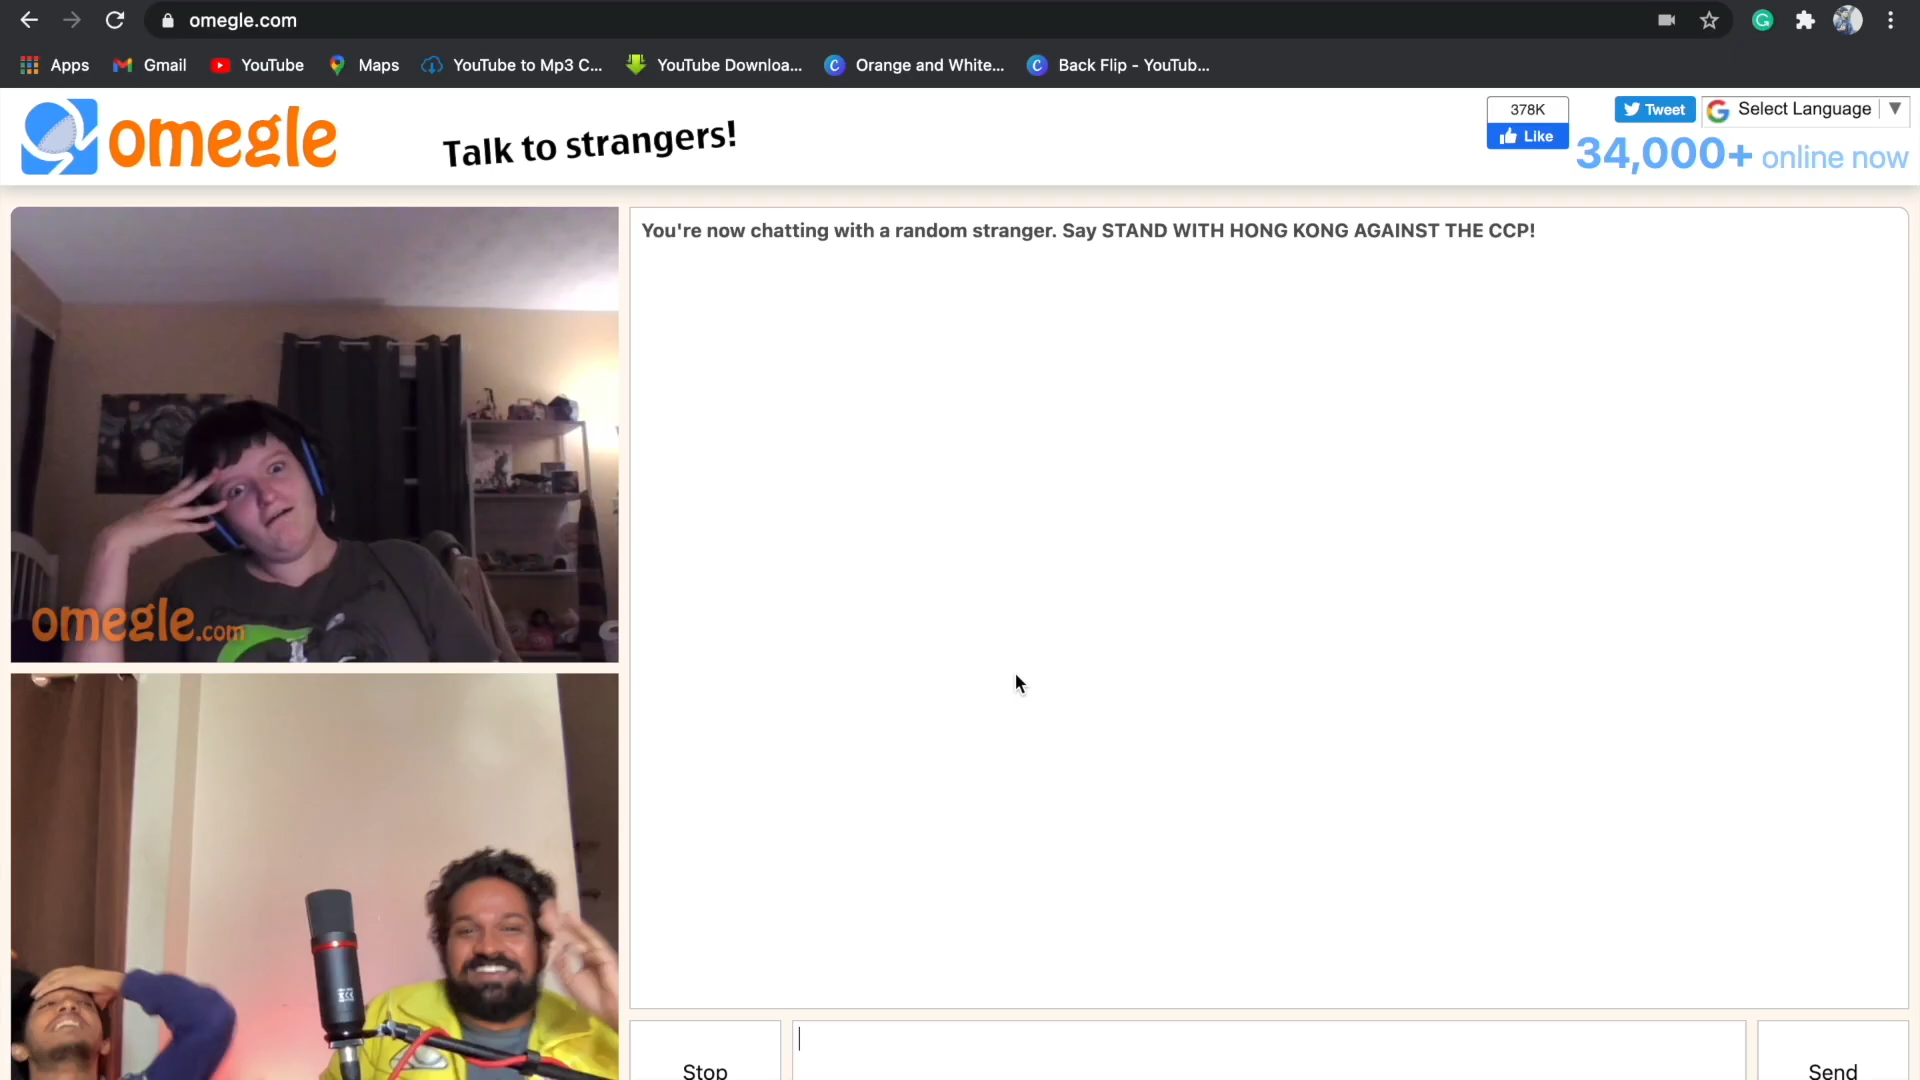 omegle.com
Apps
Gmail
YouTube
Maps
YouTube to Mp3 C...
YouTube Downloa...
Orange and White...
Back Flip - YouTub...
omegle
Talk to strangers!
378K
Like
Tweet
Select Language
34,000+ online now
You're now chatting with a random stranger. Say STAND WITH HONG KONG AGAINST THE CCP!
omegle.com
Stop
Send